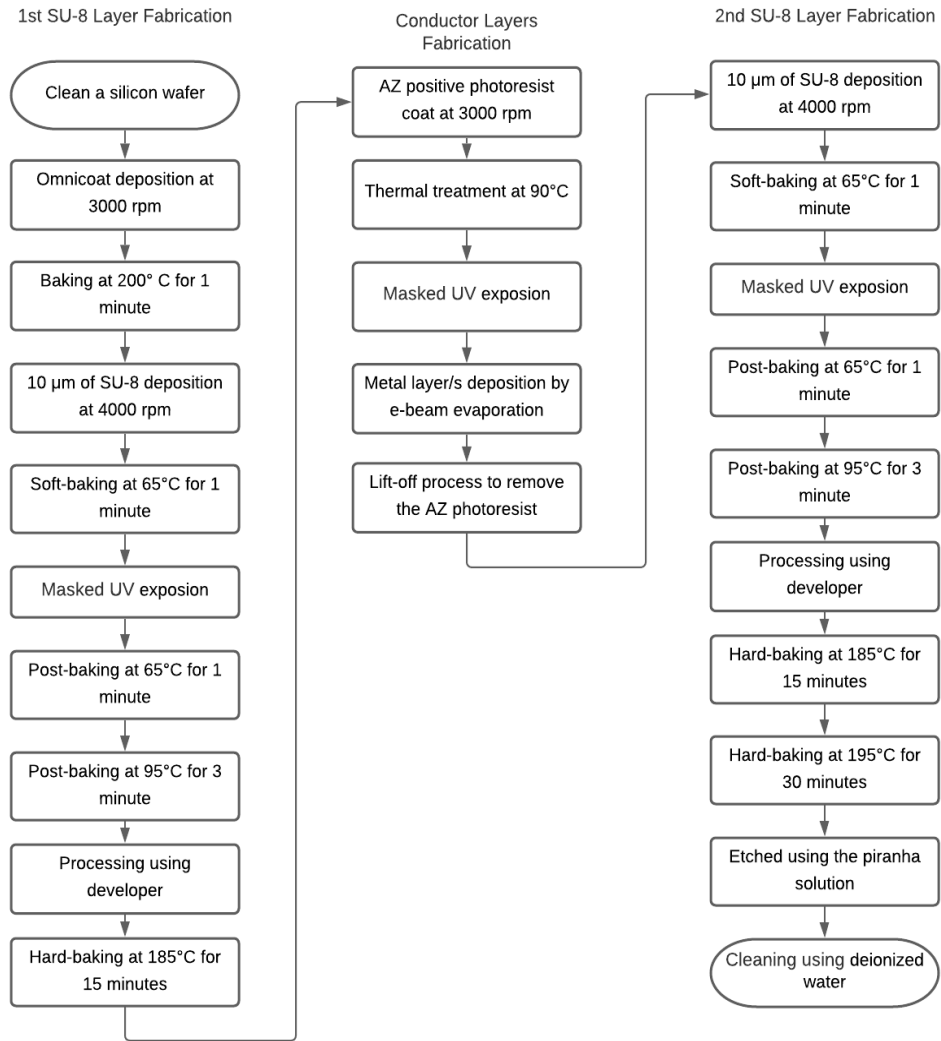 1st SU-8 Layer Fabrication
Clean a silicon wafer
Omnicoat deposition at
3000 rpm
Baking at 200° C for 1
minute
10 µm of SU-8 deposition
at 4000 rpm
Soft-baking at 65°C for 1
minute
Masked UV exposion
Post-baking at 65°C for 1
minute
Post-baking at 95°C for 3
minute
Processing using
developer
Hard-baking at 185°C for
15 minutes
Conductor Layers
Fabrication
AZ positive photoresist
coat at 3000 rpm
Thermal treatment at 90°C
Masked UV exposion
Metal layer/s deposition by
e-beam evaporation
Lift-off process to remove
the AZ photoresist
2nd SU-8 Layer Fabrication
10 µm of SU-8 deposition
at 4000 rpm
Soft-baking at 65°C for 1
minute
Masked UV exposion
Post-baking at 65°C for 1
minute
Post-baking at 95°C for 3
minute
Processing using
developer
Hard-baking at 185°C for
15 minutes
Hard-baking at 195°C for
30 minutes
Etched using the piranha
solution
Cleaning using deionized
water